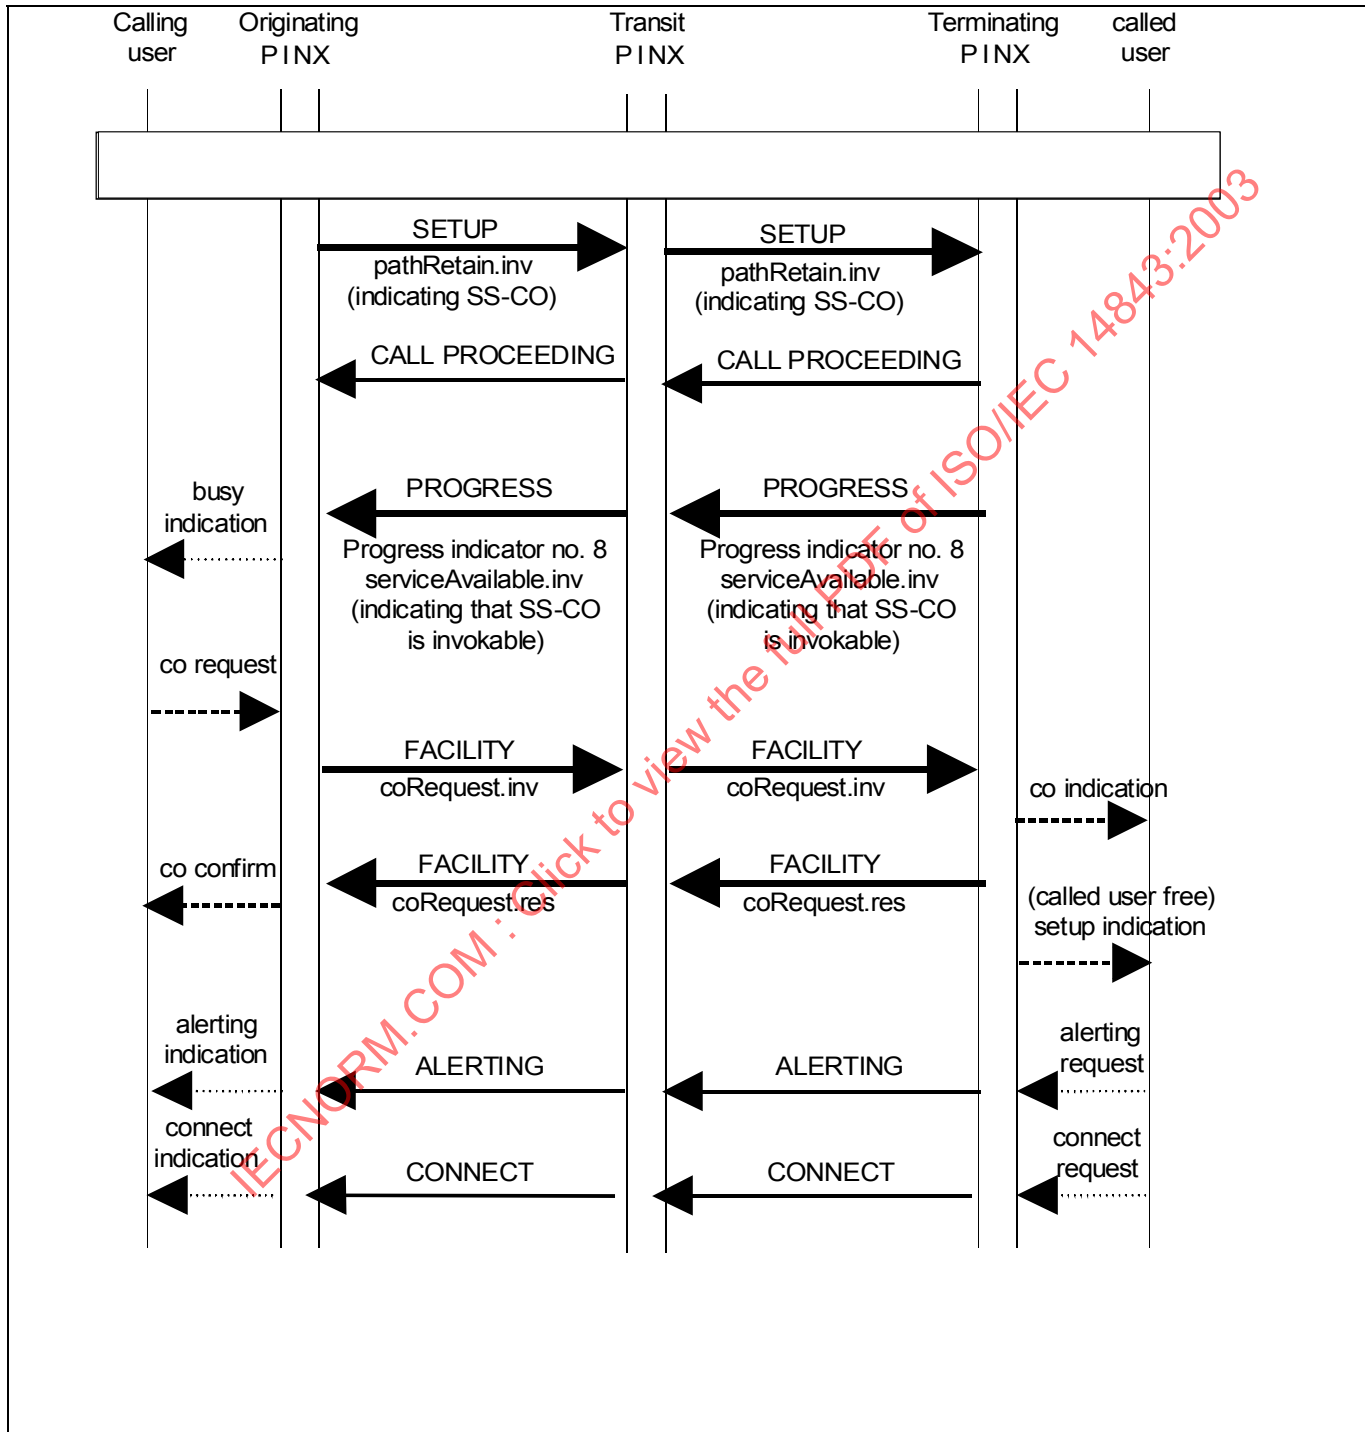 Calling
user
Originating
PINX
Transit
PINX
Terminating
PINX
called
user
SETUP
pathRetain.inv
(indicating SS-CO)
SETUP
pathRetain.inv
(indicating SS-CO)
CALL PROCEEDING
CALL PROCEEDING
busy
indication
PROGRESS
Progress indicator no. 8
serviceAvailable.inv
(indicating that SS-CO
is invokable)
PROGRESS
Progress indicator no. 8
serviceAvailable.inv
(indicating that SS-CO
is invokable)
co request
FACILITY
coRequest.inv
FACILITY
coRequest.inv
co indication
co confirm
FACILITY
coRequest.res
FACILITY
coRequest.res
(called user free)
setup indication
alerting
indication
ALERTING
ALERTING
alerting
request
connect
indication
CONNECT
CONNECT
connect
request
IECNORM.COM : Click to view the full PDF of ISO/IEC 14843:2003